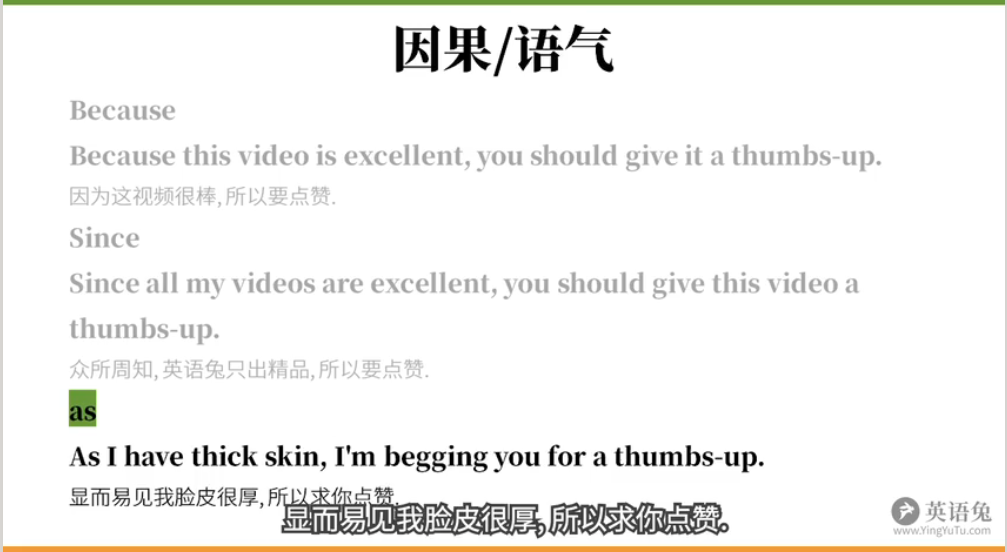 因果/语气
Because
Because this video is excellent, you should give it a thumbs-up.
因为这视频很棒, 所以要点赞.
Since
Since all my videos are excellent, you should give this video a
thumbs-up.
众所周知, 英语兔只出精品, 所以要点赞.
as
As I have thick skin, I'm begging you for a thumbs-up.
显而易见我脸皮很厚, 所以求你点赞.
显而易见我脸皮很厚, 所以求你点赞.
英语兔
www.YingYuTu.com